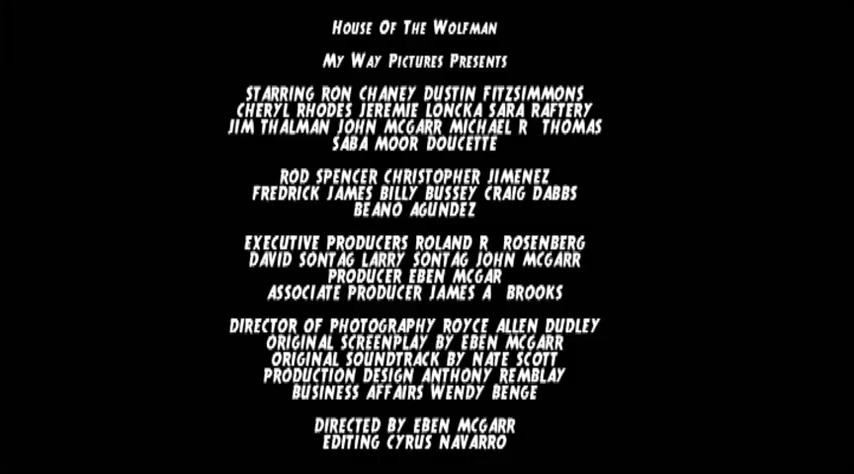 House Of The Wolfman
My Way Pictures Presents
STARRING RON CHANEY DUSTIN FITZSIMMONS
CHERYL RHODES JEREMIE LONCKA SARA RAFTERY
JIM THALMAN JOHN MCGARR MICHAEL R THOMAS
SABA MOOR DOUCETTE
ROD SPENCER CHRISTOPHER JIMENEZ
FREDRICK JAMES BILLY BUSSEY CRAIG DABBS
BEANO AGUNDEZ
EXECUTIVE PRODUCERS ROLAND R ROSENBERG
DAVID SONTAG LARRY SONTAG JOHN MCGARR
PRODUCER EBEN MCGAR
ASSOCIATE PRODUCER JAMES A BROOKS
DIRECTOR OF PHOTOGRAPHY ROYCE ALLEN DUDLEY
ORIGINAL SCREENPLAY BY EBEN MCGARR
ORIGINAL SOUNDTRACK BY NATE SCOTT
PRODUCTION DESIGN ANTHONY REMBLAY
BUSINESS AFFAIRS WENDY BENGE
DIRECTED BY EBEN MCGARR
EDITING CYRUS NAVARRO